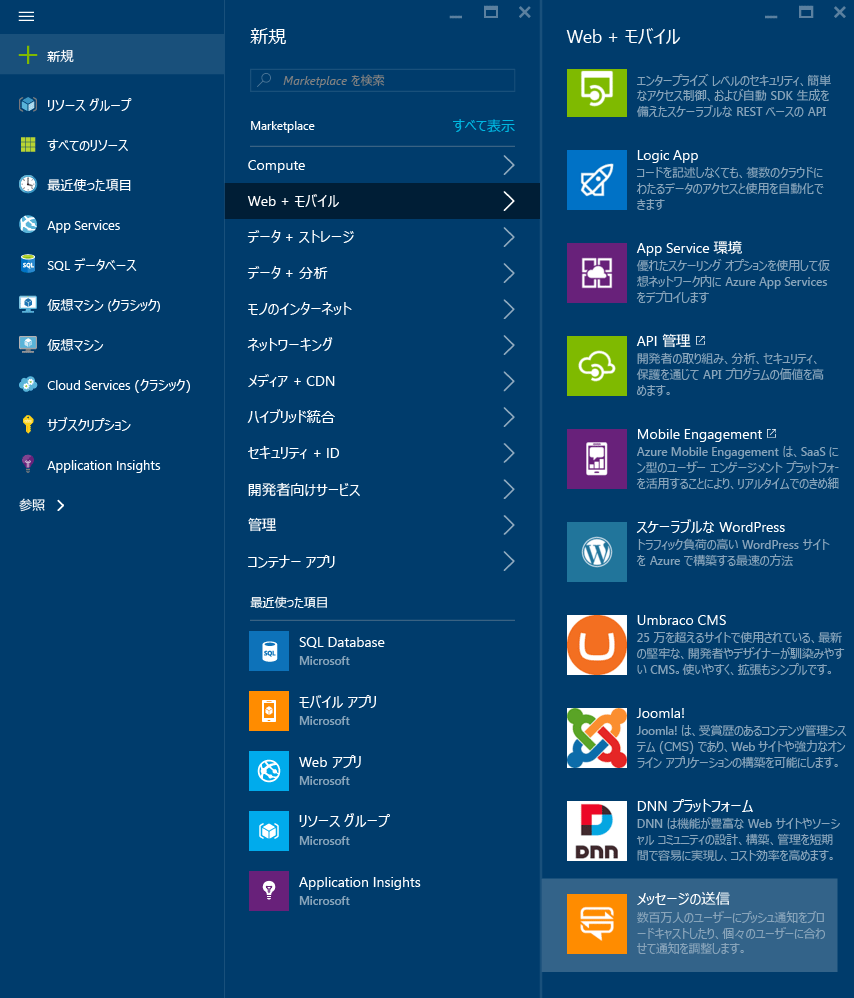 新規
リソース グループ
すべてのリソース
最近使った項目
App Services
SQL データベース
仮想マシン (クラシック)
仮想マシン
Cloud Services (クラシック)
サブスクリプション
Application Insights
参照
新規
Marketplace を検索
Marketplace
すべて表示
Compute
Web + モバイル
データ + ストレージ
データ + 分析
モノのインターネット
ネットワーキング
メディア + CDN
ハイブリッド統合
セキュリティ + ID
開発者向けサービス
管理
コンテナー アプリ
最近使った項目
SQL
SQL Database
Microsoft
モバイル アプリ
Microsoft
Web アプリ
Microsoft
リソース グループ
Microsoft
Application Insights
Microsoft
Web + モバイル
エンタープライズ レベルのセキュリティ、簡単
なアクセス制御、および自動 SDK 生成を
備えたスケーラブルな REST ベースの API
Logic App
コードを記述しなくても、複数のクラウドに
わたるデータのアクセスと使用を自動化で
きます
App Service 環境
優れたスケーリング オプションを使用して仮
想ネットワーク内に Azure App Services
をデプロイします
API 管理
開発者の取り組み、分析、セキュリティ、
保護を通じて API プログラムの価値を高
めます。
Mobile Engagement
Azure Mobile Engagement は、SaaS に
ン型のユーザー エンゲージメント プラットフォー
を活用することにより、リアルタイムでのきめ細
スケーラブルな WordPress
トラフィック負荷の高い WordPress サイト
を Azure で構築する最速の方法
Umbraco CMS
25 万を超えるサイトで使用されている、最新
の堅牢な、開発者やデザイナーが馴染みやす
い CMS。使いやすく、拡張もシンプルです。
Joomla!
Joomla! は、受賞歴のあるコンテンツ管理シス
テム (CMS) であり、Web サイトや強力なオン
ライン アプリケーションの構築を可能にします。
DNN
DNN プラットフォーム
DNN は機能が豊富な Web サイトやソーシ
ャル コミュニティの設計、構築、管理を短期
間で容易に実現し、コスト効率を高めます。
メッセージの送信
数百万人のユーザーにプッシュ通知をブロ
ードキャストしたり、個々のユーザーに合わ
せて通知を調整します。